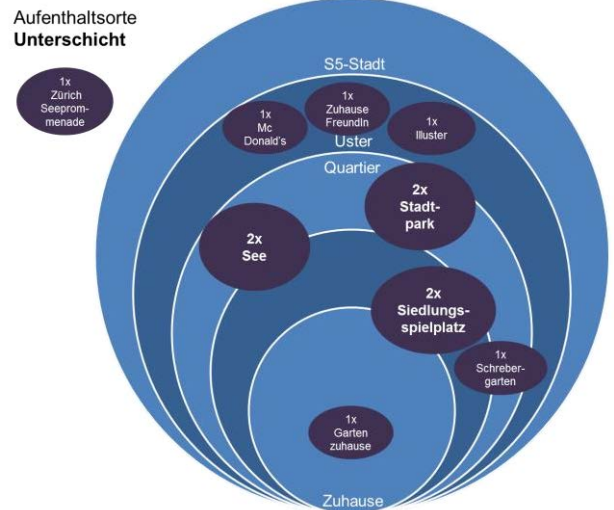 Aufenthaltsorte
Unterschicht
1x
Zürich
Seeprom-
menade
S5-Stadt
1x
Mc
Donald's
1x
Zuhause
FreundIn
1x
Illuster
Uster
Quartier
2x
Stadt-
park
2x
See
2x
Siedlungs-
spielplatz
1x
Schreber-
garten
1x
Garten
zuhause
Zuhause